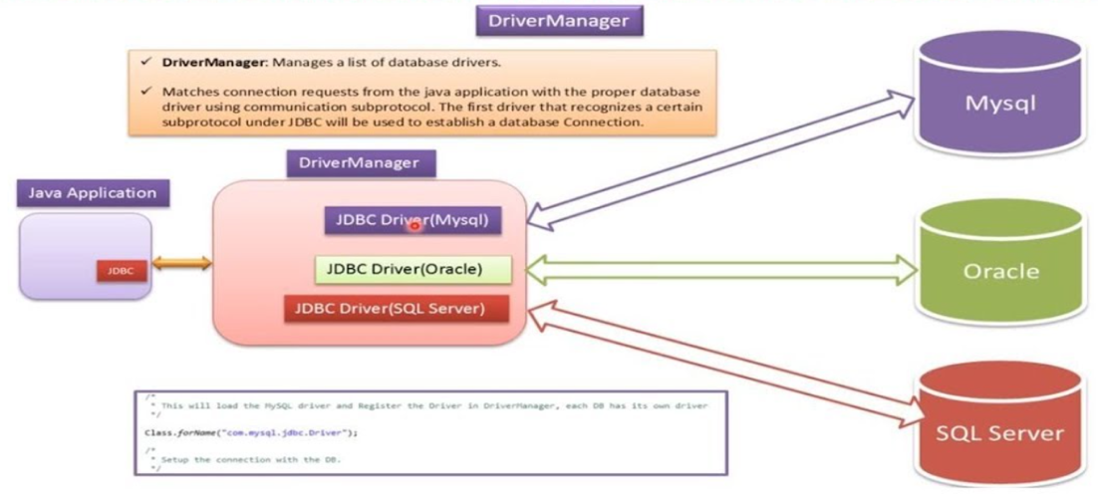 DriverManager
✓ DriverManager: Manages a list of database drivers.
✓ Matches connection requests from the java application with the proper database
driver using communication subprotocol. The first driver that recognizes a certain
subprotocol under JDBC will be used to establish a database Connection.
Mysql
DriverManager
Java Application
JDBC Driver(Mysql)
JDBC
JDBC Driver(Oracle)
Oracle
JDBC Driver(SQL Server)
/*
* This will load the MySQL driver and Register the Driver in DriverManager, each DB has its own driver
*/
Class.forName("com.mysql.jdbc.Driver");
/*
* Setup the connection with the DB.
*/
SQL Server